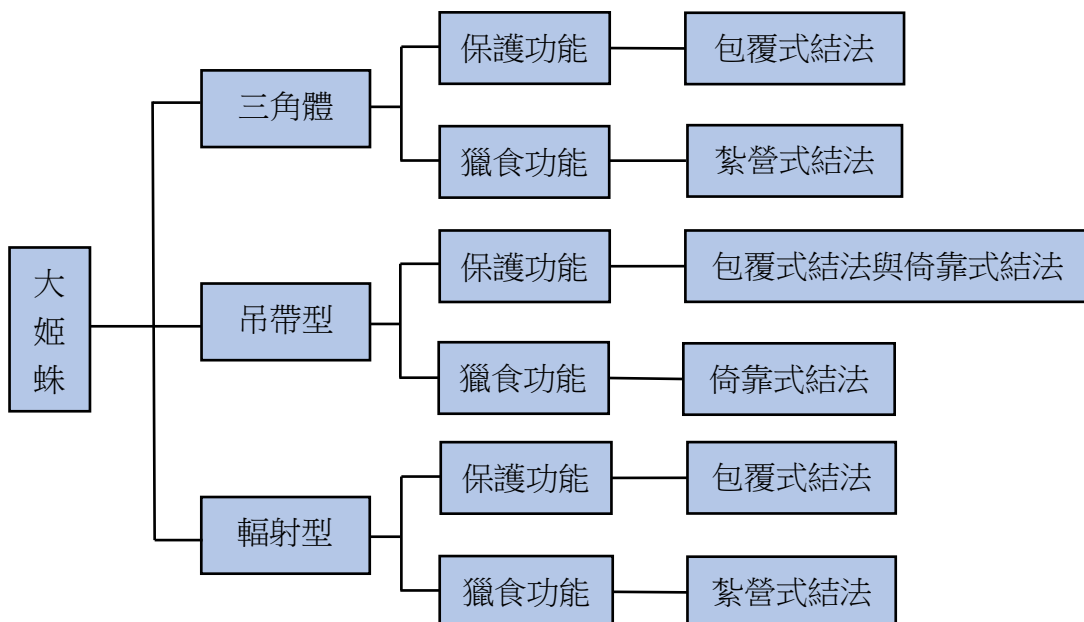 大
姬
蛛
三角體
保護功能
包覆式結法
獵食功能
紮營式結法
吊帶型
保護功能
包覆式結法與倚靠式結法
獵食功能
倚靠式結法
輻射型
保護功能
包覆式結法
獵食功能
紮營式結法